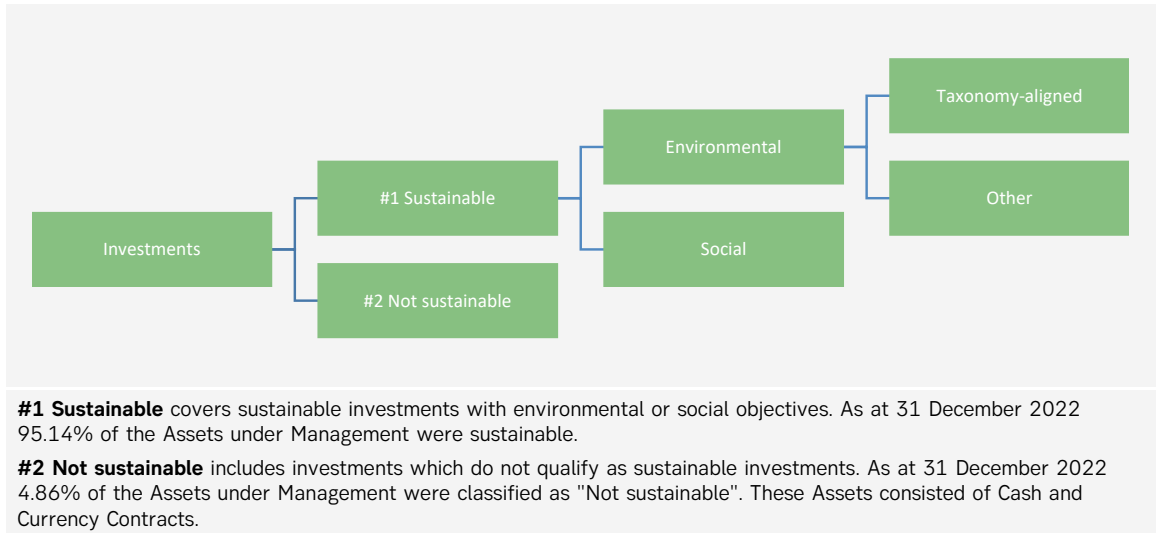 Taxonomy-aligned
Environmental
#1 Sustainable
Other
Investments
Social
#2 Not sustainable
#1 Sustainable covers sustainable investments with environmental or social objectives. As at 31 December 2022
95.14% of the Assets under Management were sustainable.
#2 Not sustainable includes investments which do not qualify as sustainable investments. As at 31 December 2022
4.86% of the Assets under Management were classified as "Not sustainable". These Assets consisted of Cash and
Currency Contracts.